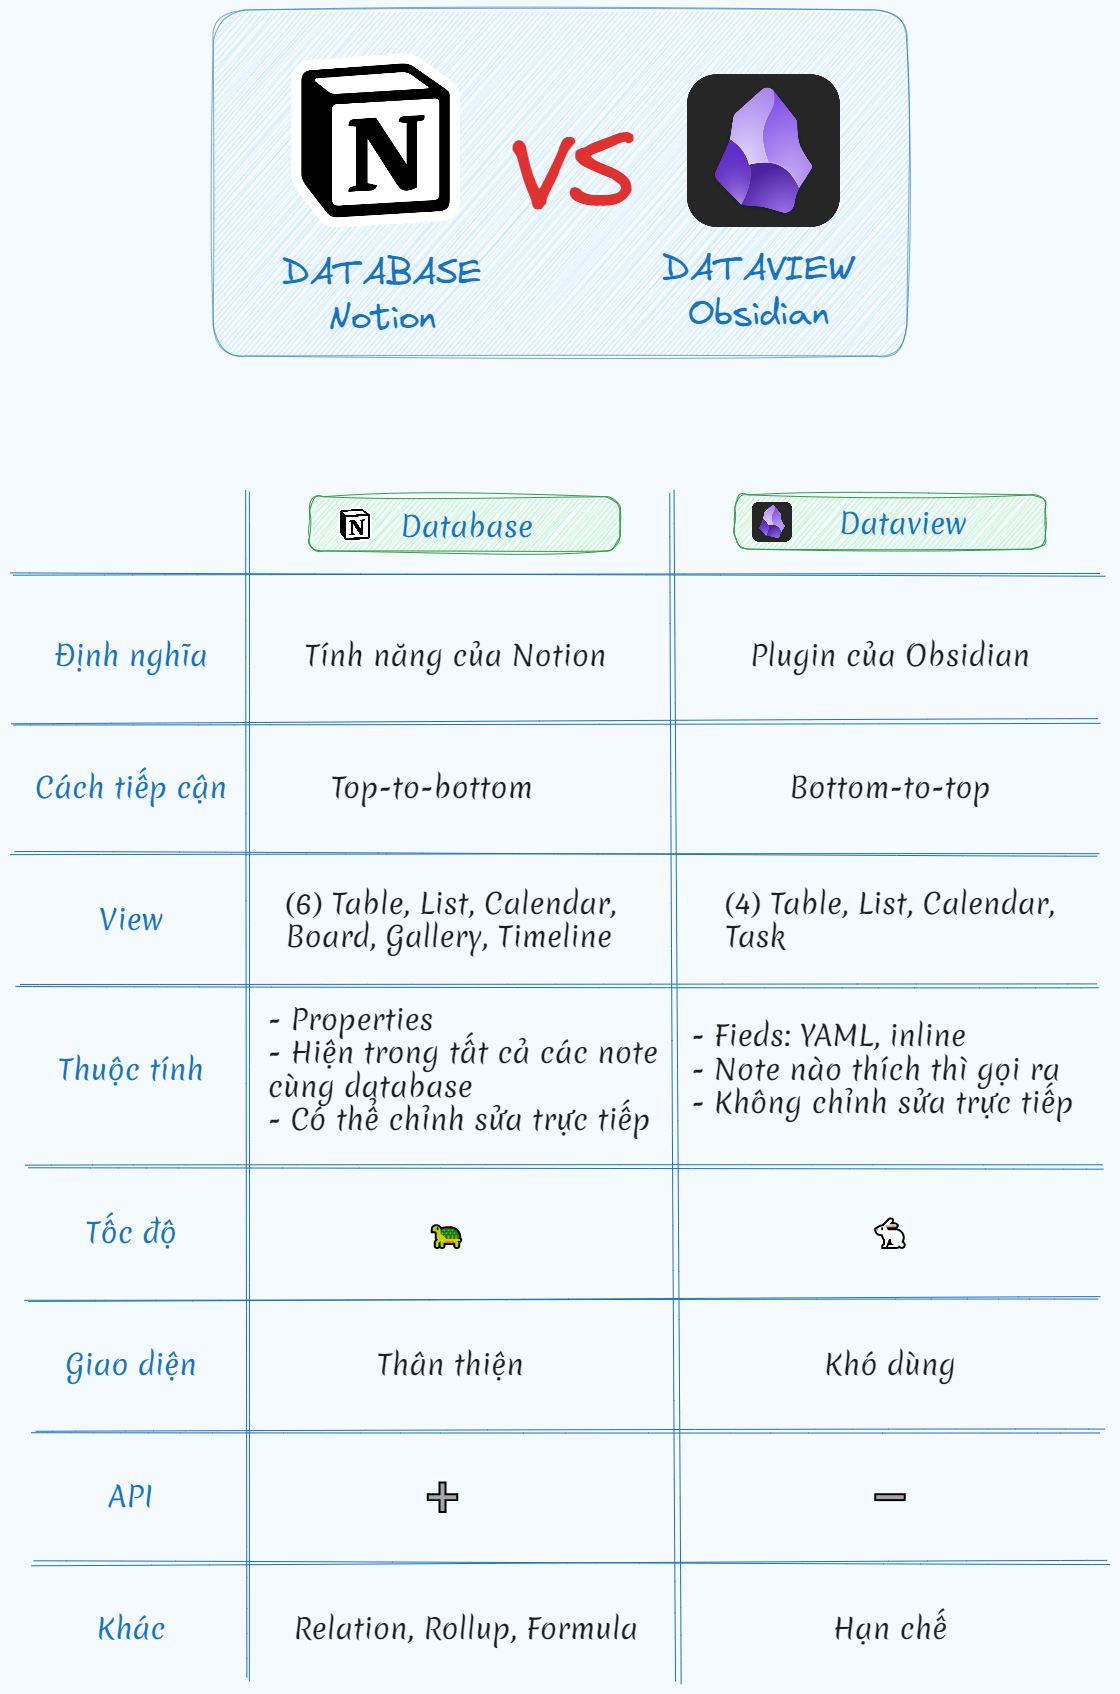 N
VS
DATABASE
Notion
DATAVIEW
Obsidian
N Database
Dataview
Định nghĩa
Tính năng của Notion
Plugin của Obsidian
Cách tiếp cận
Top-to-bottom
Bottom-to-top
View
(6) Table, List, Calendar,
Board, Gallery, Timeline
(4) Table, List, Calendar,
Task
Thuộc tính
- Properties
- Hiện trong tất cả các note
cùng database
- Có thể chỉnh sửa trực tiếp
- Fieds: YAML, inline
- Note nào thích thì gọi ra
- Không chỉnh sửa trực tiếp
Tốc độ
Giao diện
Thân thiện
Khó dùng
API
Khác
Relation, Rollup, Formula
Hạn chế